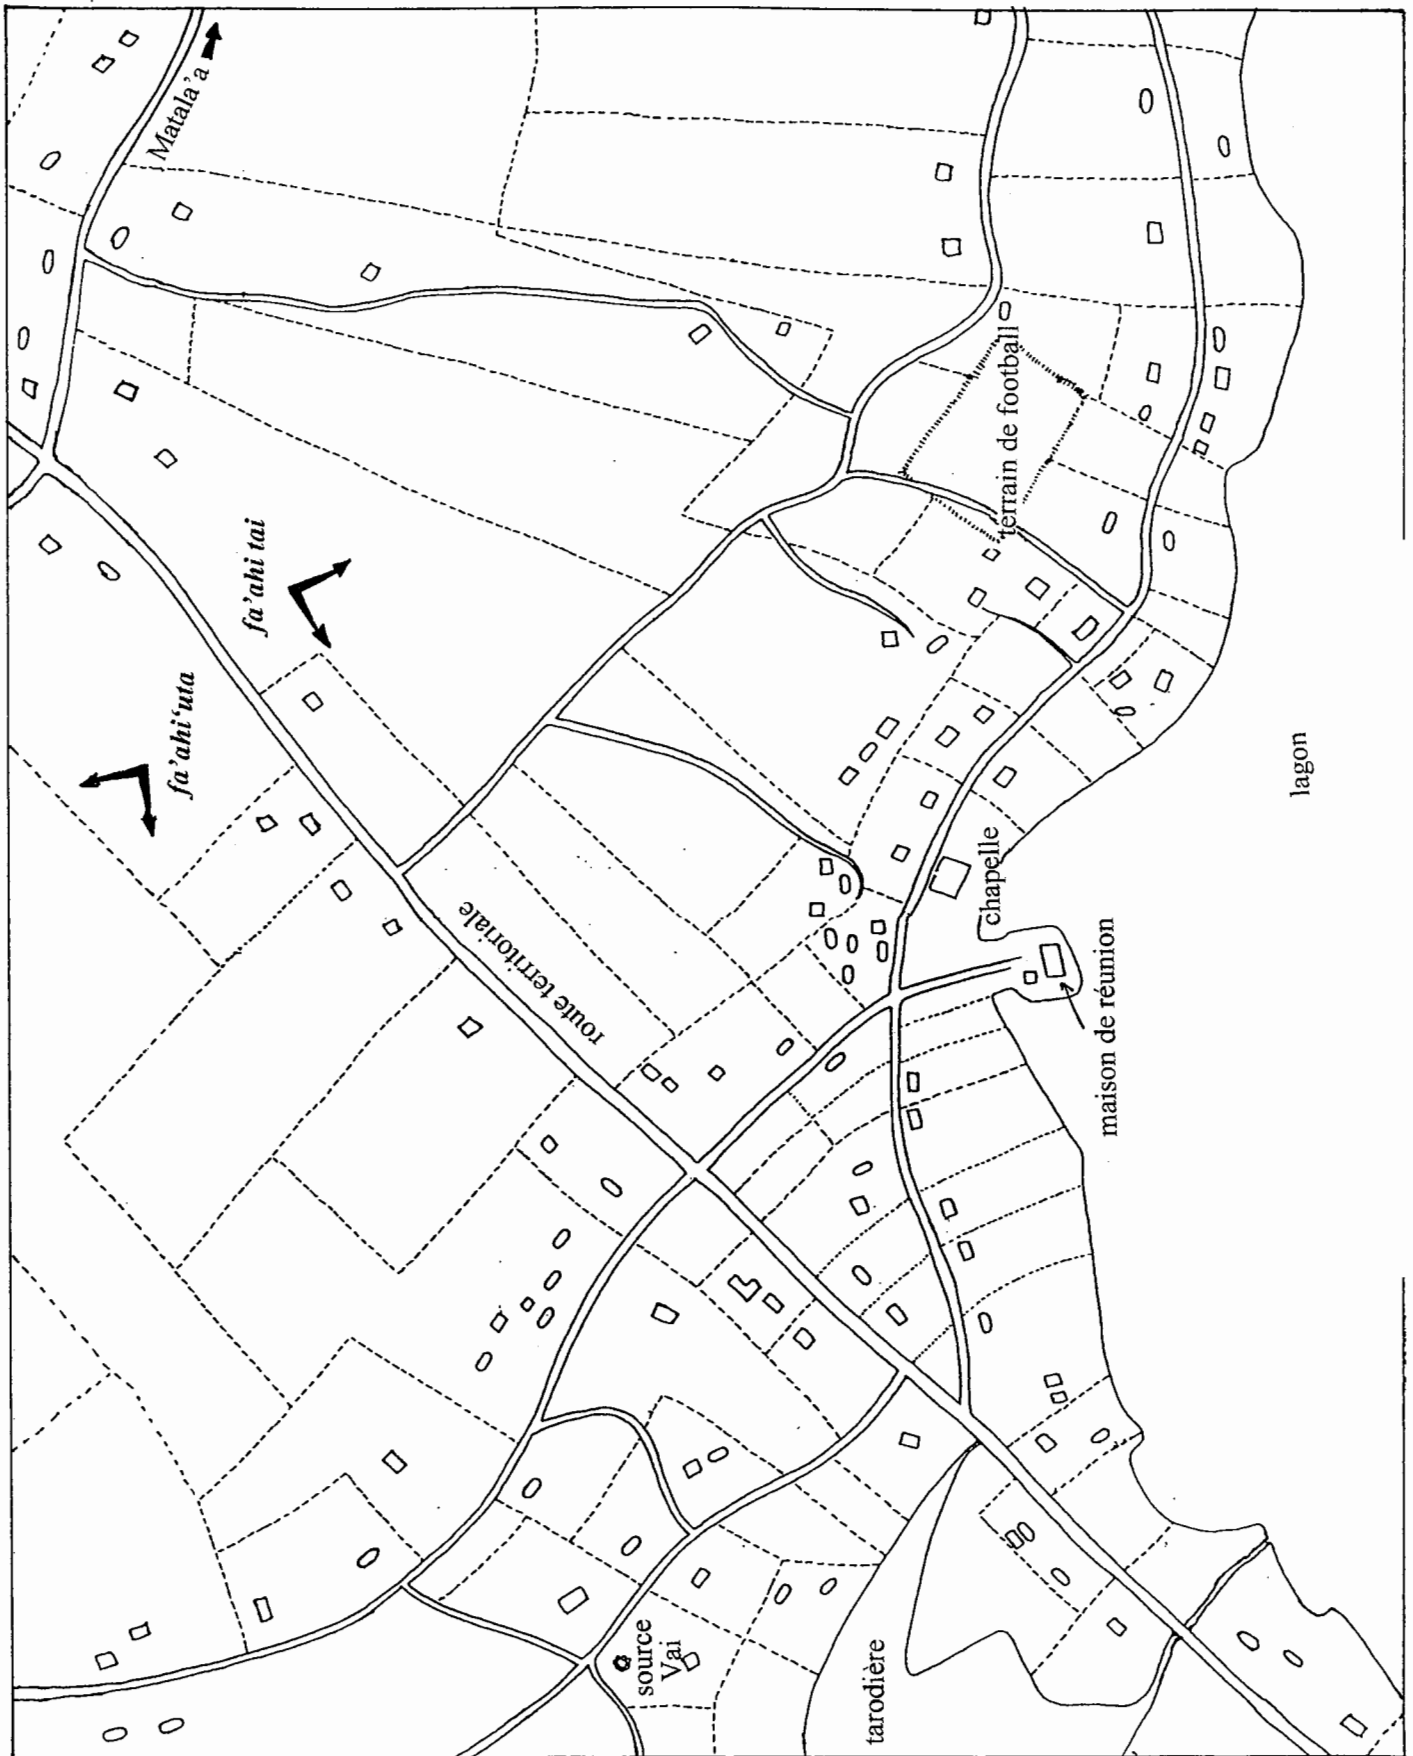 Matala'a
fa'ahi tai
fa'ahi‘uta
terrain de football
lagon
route territoriale
chapelle
maison de réunion
source
Vai
tarodière